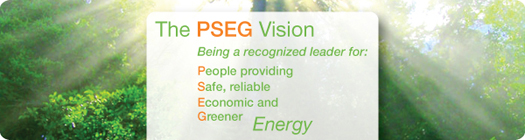 The PSEG Vision
Being a recognized leader for:
People providing
Safe, reliable
Economic and
Greener Energy